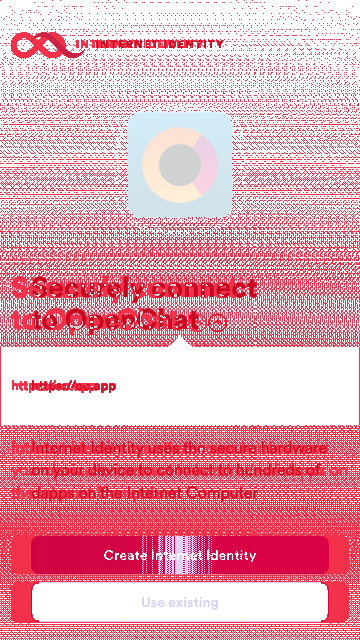 INTERNET IDENTITY
Securely connect
to OpenChat
https://oc.app
Internet Identity uses the secure hardware
on your device to connect to hundreds of
dapps on the Internet Computer
Create Internet Identity
Use existing